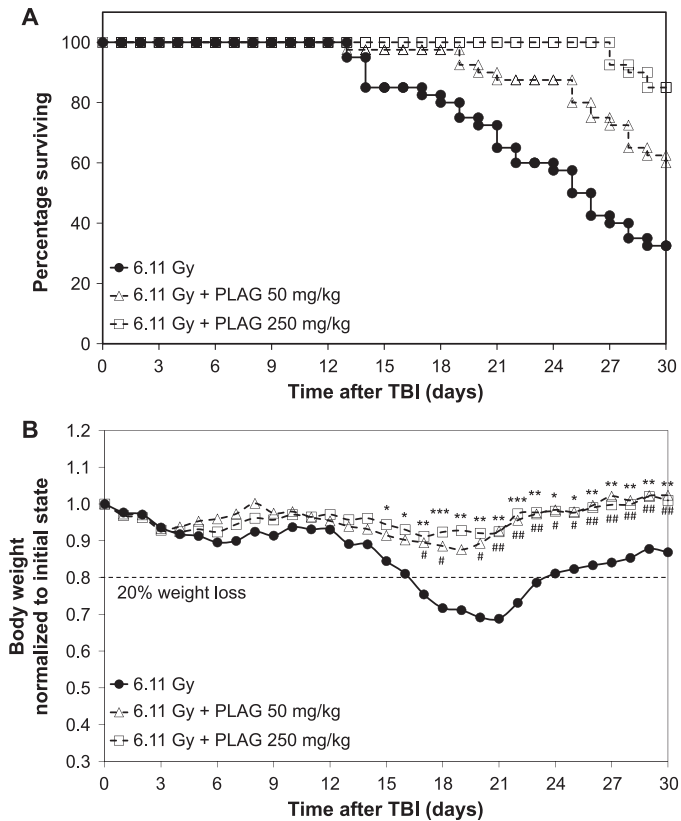 A
Percentage surviving
100
80
60
40
20
0
6.11 Gy
6.11 Gy + PLAG 50 mg/kg
6.11 Gy + PLAG 250 mg/kg
0 3 6 9 12 15 18 21 24 27 30
Time after TBI (days)
B
Body weight
normalized to initial state
1.2
1.1
1.0
0.9
0.8
0.7
0.6
0.5
0.4
0.3
* * ** *** ** ** ** *** ** * * ** ** ** ** **
# # # ## ## ## # # ## ## ## ## ##
20% weight loss
6.11 Gy
6.11 Gy + PLAG 50 mg/kg
6.11 Gy + PLAG 250 mg/kg
0 3 6 9 12 15 18 21 24 27 30
Time after TBI (days)